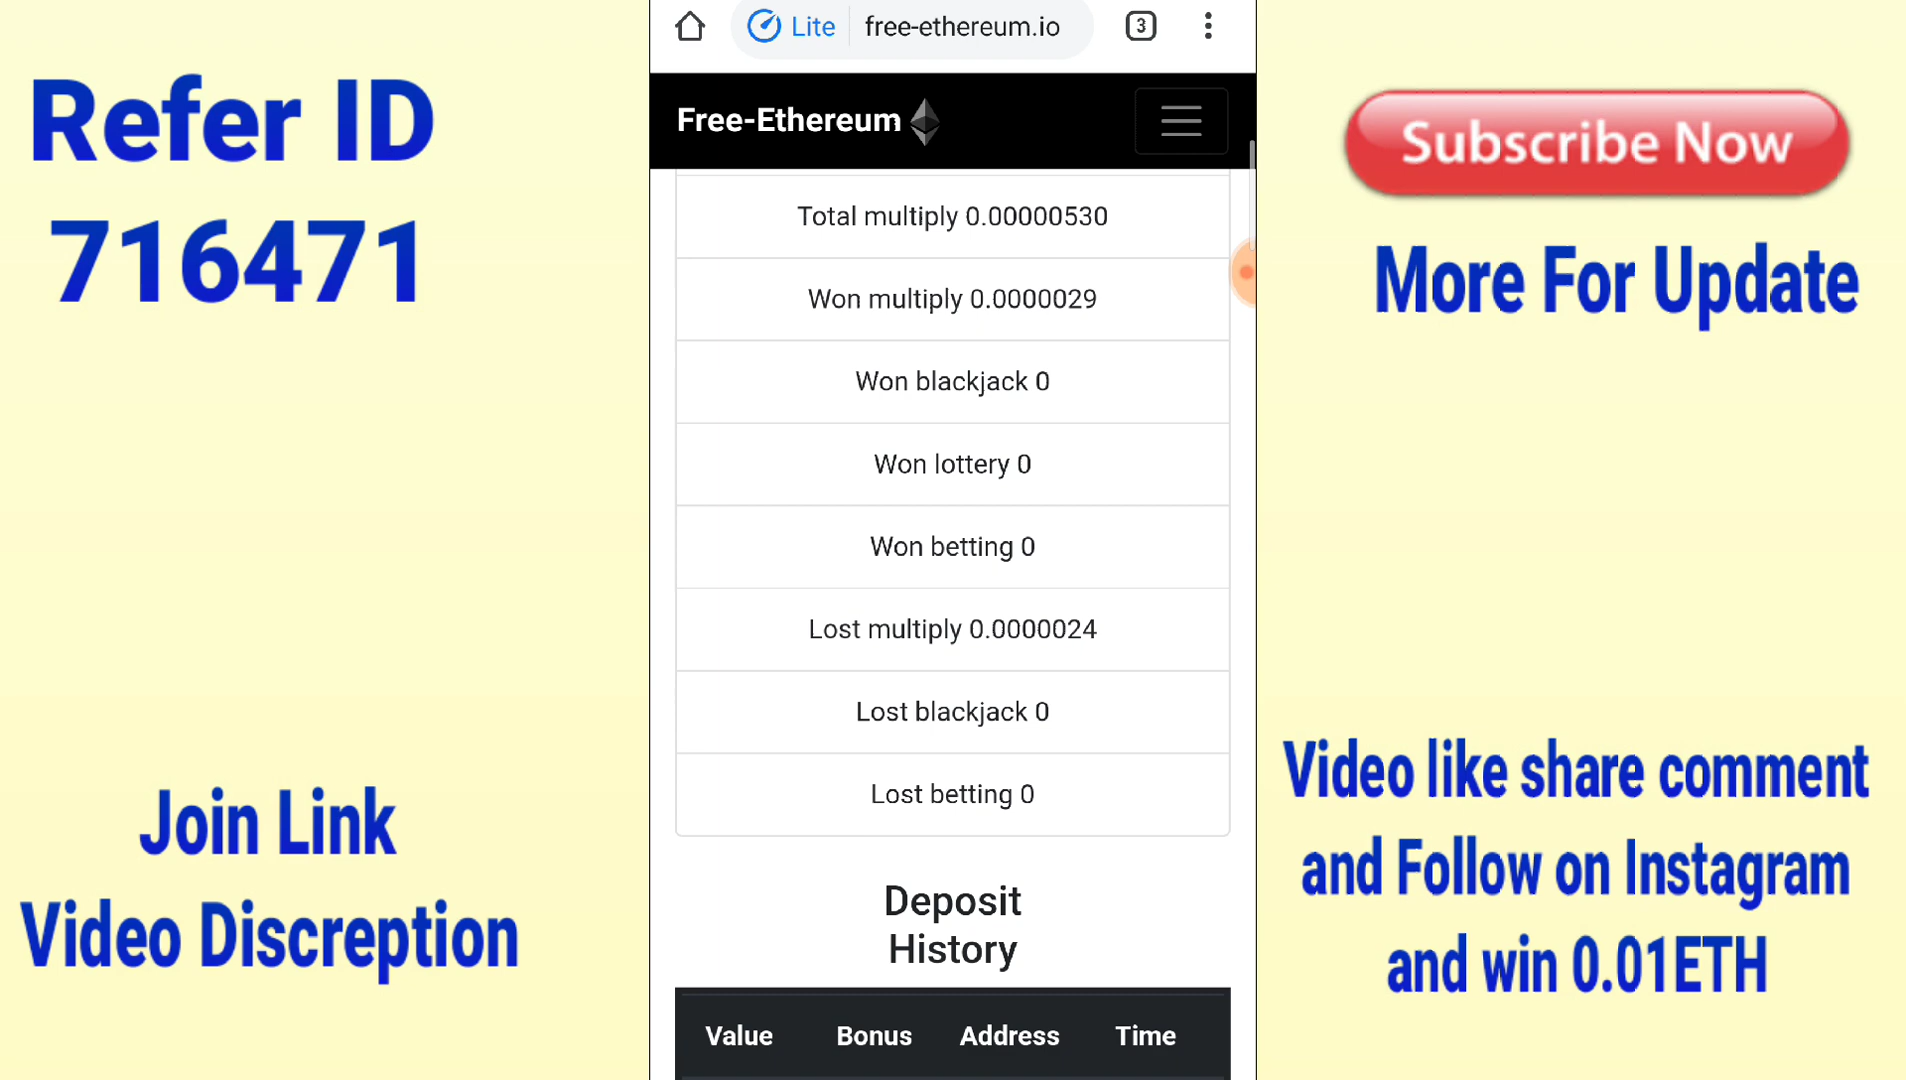 Refer ID
716471
Join Link
Video Discreption
Lite free-ethereum.io 3
Free-Ethereum
Total multiply 0.00000530
Won multiply 0.0000029
Won blackjack 0
Won lottery 0
Won betting 0
Lost multiply 0.0000024
Lost blackjack 0
Lost betting 0
Deposit
History
Value Bonus Address Time
Subscribe Now
More For Update
Video like share comment
and Follow on Instagram
and win 0.01ETH